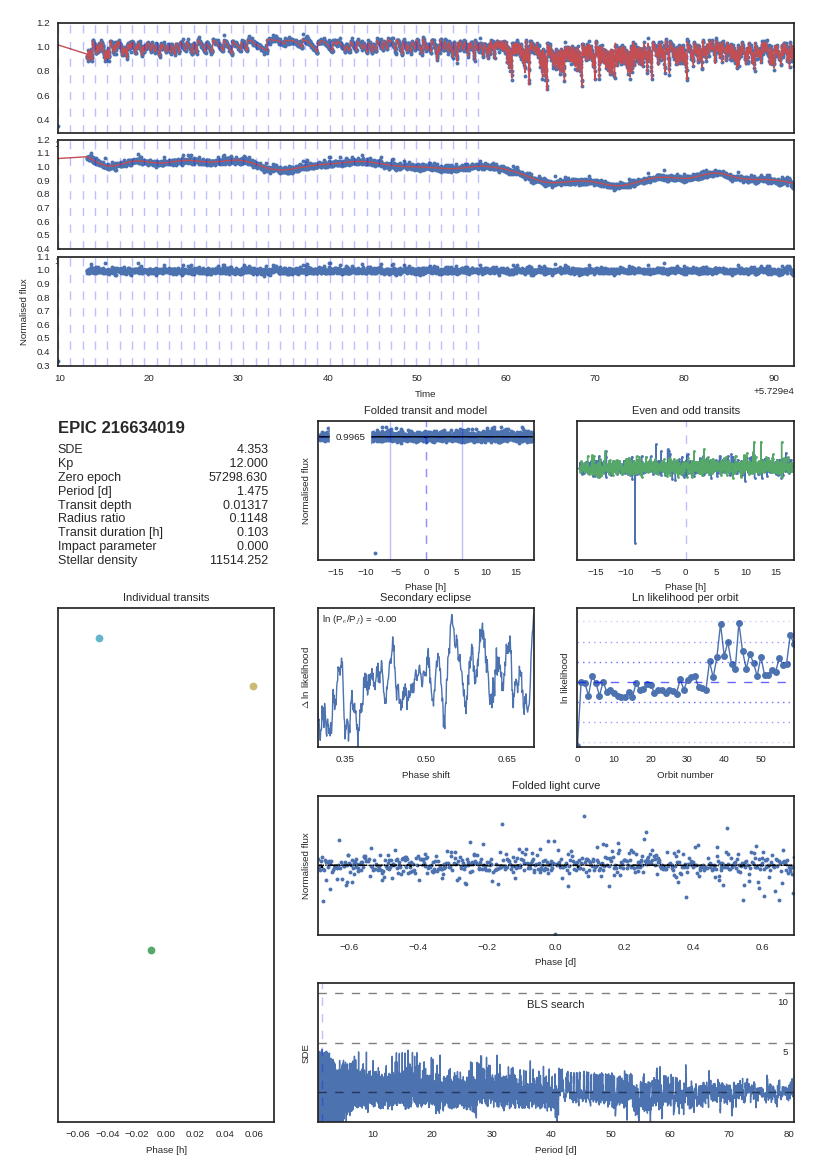 1.2
1.0
0.8
0.6
0.4
1.2
1.1
1.0
0.9
0.8
0.7
0.6
0.5
0.4
1.1
1.0
0.9
0.8
0.7
0.6
0.5
0.4
0.3
Normalised flux
10 20 30 40 50 60 70 80 90
Time
+5.729e4
EPIC 216634019
SDE 4.353
Kp 12.000
Zero epoch 57298.630
Period [d] 1.475
Transit depth 0.01317
Radius ratio 0.1148
Transit duration [h] 0.103
Impact parameter 0.000
Stellar density 11514.252
Folded transit and model
0.9965
Normalised flux
−15 −10 −5 0 5 10 15
Phase [h]
Even and odd transits
−15 −10 −5 0 5 10 15
Phase [h]
Individual transits
−0.06 −0.04 −0.02 0.00 0.02 0.04 0.06
Phase [h]
Secondary eclipse
Δ ln likelihood
0.35 0.50 0.65
Phase shift
Ln likelihood per orbit
ln likelihood
0 10 20 30 40 50
Orbit number
Folded light curve
Normalised flux
−0.6 −0.4 −0.2 0.0 0.2 0.4 0.6
Phase [d]
BLS search
10
5
SDE
10 20 30 40 50 60 70 80
Period [d]